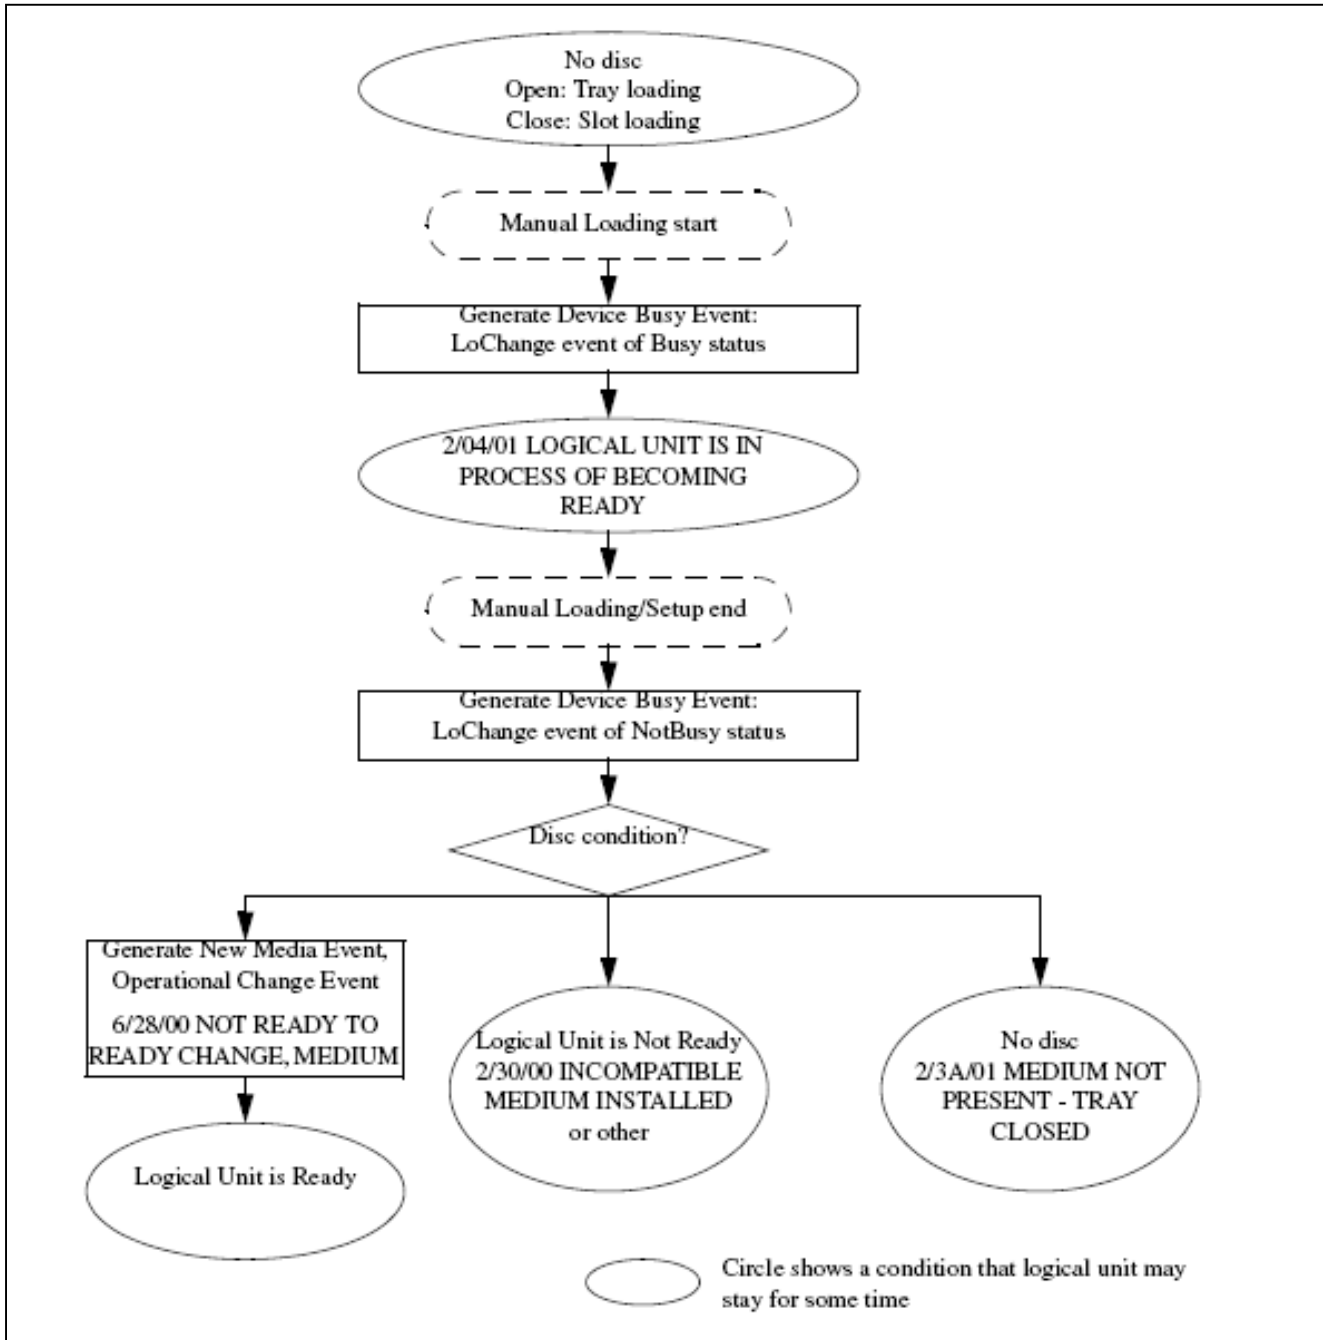 No disc
Open: Tray loading
Close: Slot loading
Manual Loading start
Generate Device Busy Event:
LoChange event of Busy status
2/04/01 LOGICAL UNIT IS IN
PROCESS OF BECOMING
READY
Manual Loading/Setup end
Generate Device Busy Event:
LoChange event of NotBusy status
Disc condition?
Generate New Media Event,
Operational Change Event
6/28/00 NOT READY TO
READY CHANGE, MEDIUM
Logical Unit is Ready
Logical Unit is Not Ready
2/30/00 INCOMPATIBLE
MEDIUM INSTALLED
or other
No disc
2/3A/01 MEDIUM NOT
PRESENT - TRAY
CLOSED
Circle shows a condition that logical unit may
stay for some time